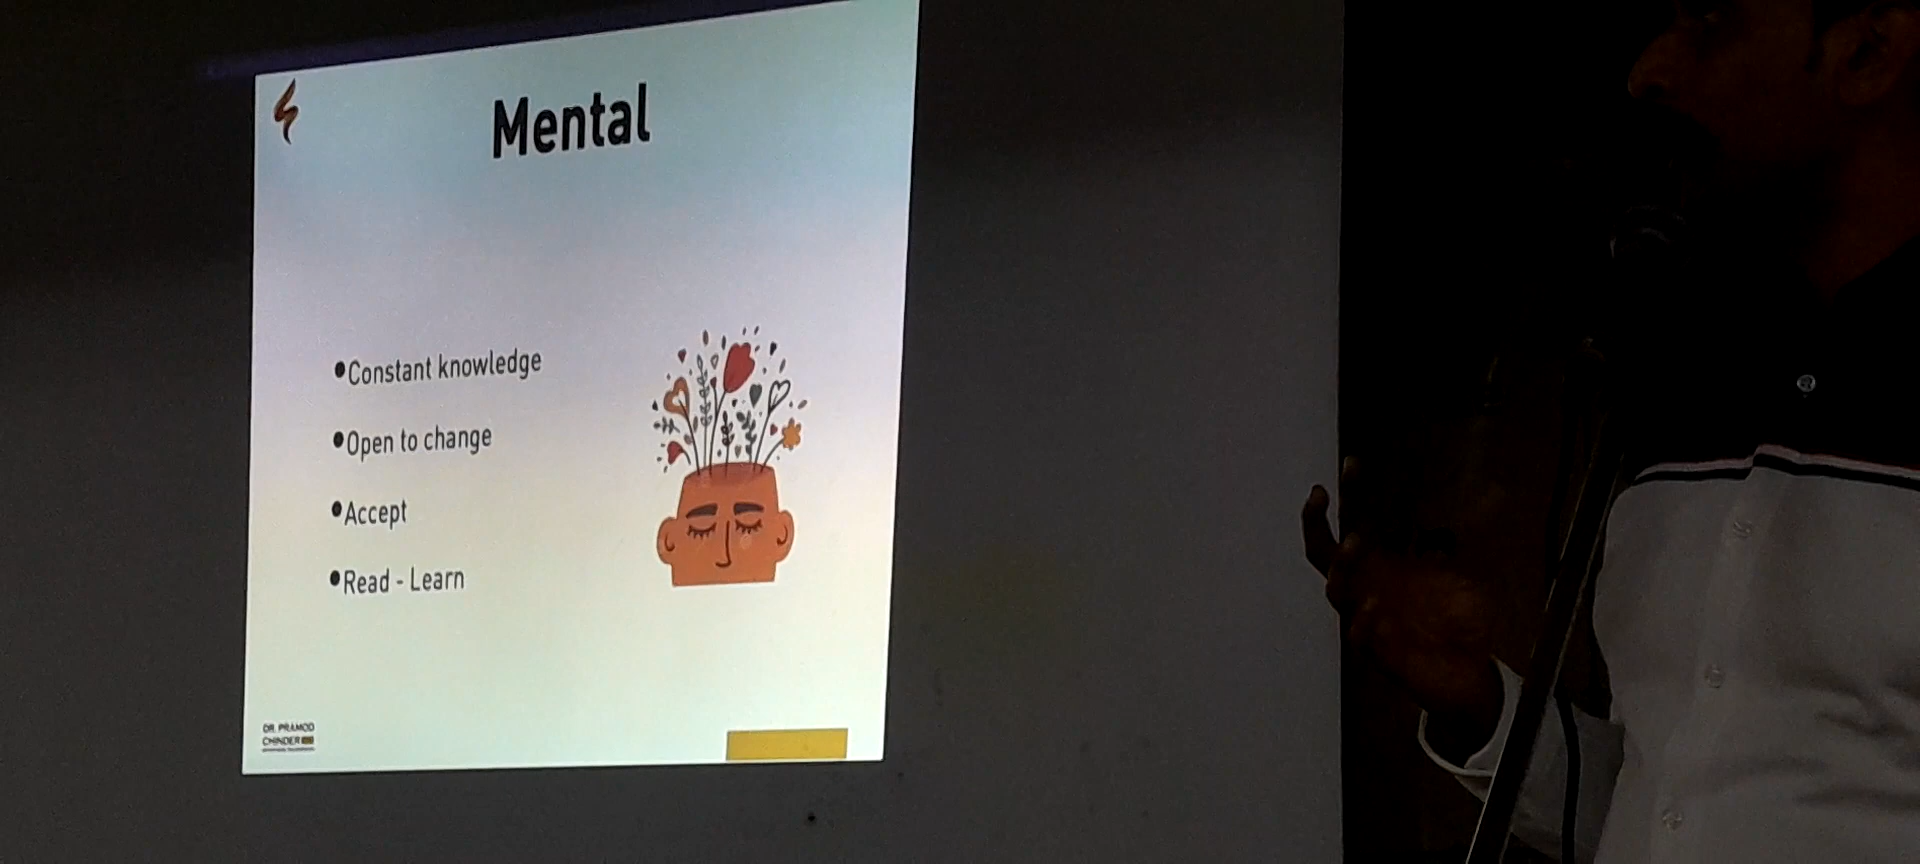 Mental
•Constant knowledge
•Open to change
•Accept
•Read - Learn
DR. PRAMOD
CHINDER